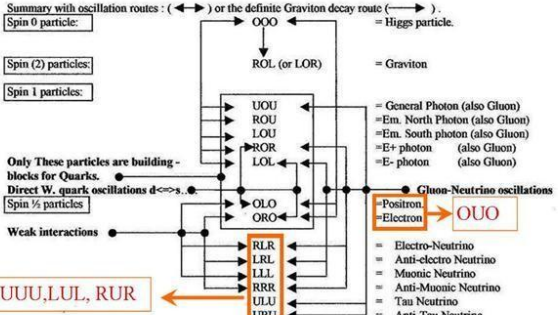 Summary with oscillation routes : ( ◄—► ) or the definite Graviton decay route ( ——► ) .
Spin 0 particle: OOO = Higgs particle.
Spin (2) particles: ROL (or LOR) = Graviton
Spin 1 particles:
UOU = General Photon (also Gluon)
ROU =Em. North Photon (also Gluon)
LOU =Em. South photon (also Gluon)
ROR =E+ photon (also Gluon)
Only These particles are building - LOL =E- photon (also Gluon)
blocks for Quarks.
Direct W. quark oscillations d<=>s... Gluon-Neutrino oscillations
Spin ½ particles OLO =Positron.
ORO =Electron OUO
Weak interactions
RLR = Electro-Neutrino
LRL = Anti-electro Neutrino
LLL = Muonic Neutrino
UUU,LUL, RUR RRR = Anti-Muonic Neutrino
ULU = Tau Neutrino
URU = Anti-Tau Neutrino